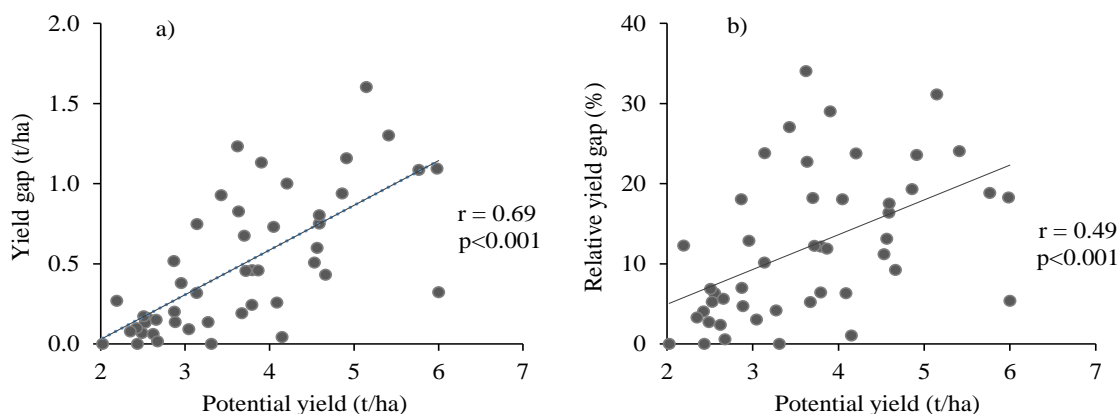 a)
2.0
1.5
1.0
0.5
0.0
Yield gap (t/ha)
r = 0.69
p<0.001
2 3 4 5 6 7
Potential yield (t/ha)
b)
40
30
20
10
0
Relative yield gap (%)
r = 0.49
p<0.001
2 3 4 5 6 7
Potential yield (t/ha)